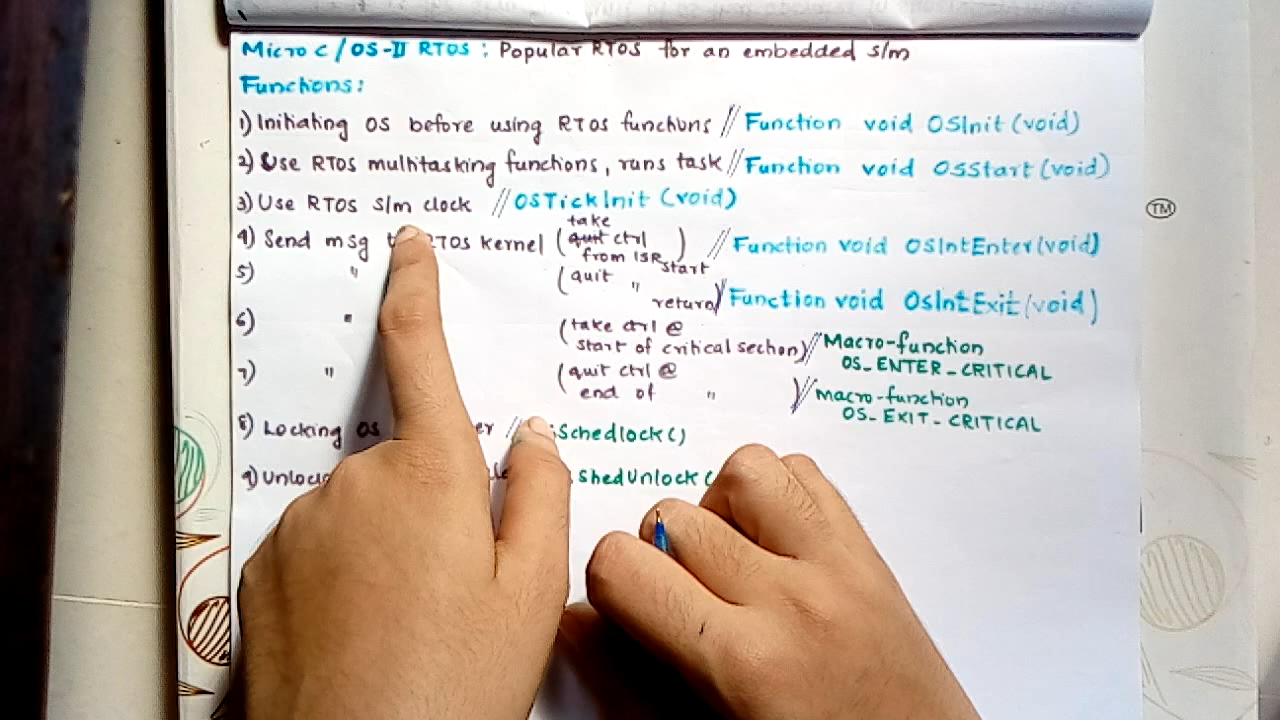 Micro C/OS-II RTOS : Popular RTOS for an embedded s/m
Functions :
1) Initiating OS before using RTOS functions // Function void OSInit (void)
2) Use RTOS multitasking functions, runs task // Function void OSStart (void)
3) Use RTOS s/m clock // OSTickInit (void)
4) Send msg RTOS kernel (take quit ctrl from ISR) // Function void OSIntEnter(void)
5) " (quit " start return) // Function void OSIntExit (void)
6) " (take ctrl @ start of critical section) // Macro-function OS_ENTER_CRITICAL
7) " (quit ctrl @ end of " ) // macro-function OS_EXIT_CRITICAL
8) Locking OS er // Schedlock ()
9) ShedUnlock (
TM